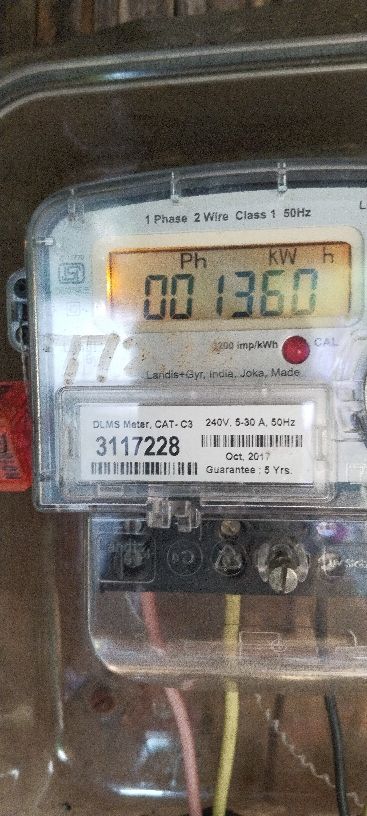 1 Phase 2 Wire Class 1 50Hz
Ph kW h
001360
3200 imp/kWh CAL
Landis+Gyr, India, Joka, Made
DLMS Meter, CAT- C3 240V, 5-30 A, 50Hz
3117228
Oct, 2017
Guarantee : 5 Yrs.